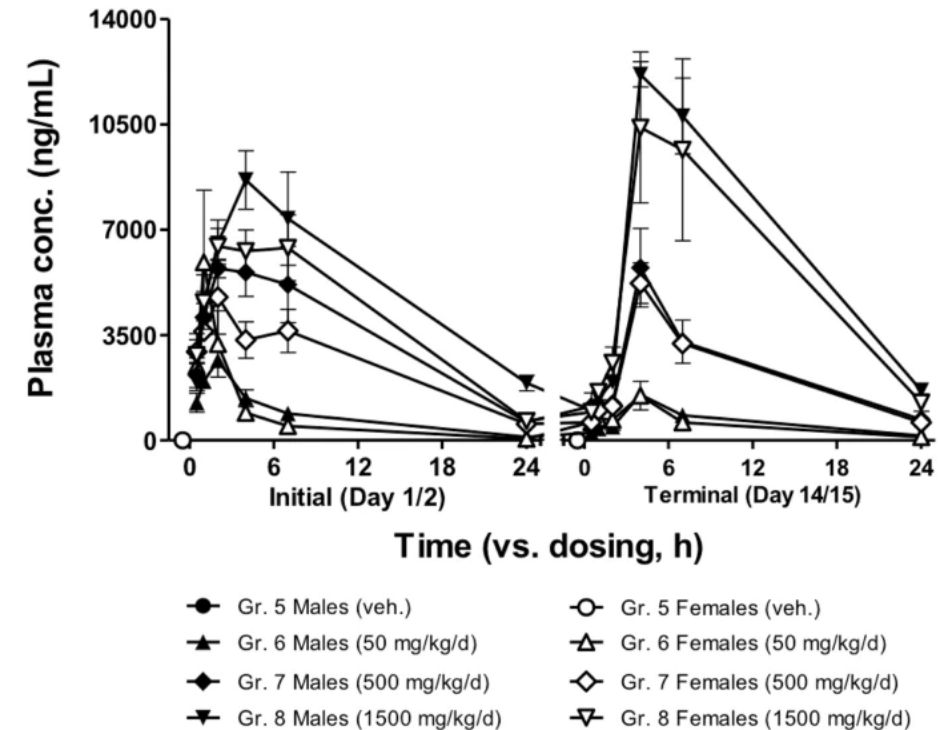 14000
10500
7000
3500
0
Plasma conc. (ng/mL)
0 6 12 18 24 0 6 12 18 24
Initial (Day 1/2) Terminal (Day 14/15)
Time (vs. dosing, h)
Gr. 5 Males (veh.) Gr. 5 Females (veh.)
Gr. 6 Males (50 mg/kg/d) Gr. 6 Females (50 mg/kg/d)
Gr. 7 Males (500 mg/kg/d) Gr. 7 Females (500 mg/kg/d)
Gr. 8 Males (1500 mg/kg/d) Gr. 8 Females (1500 mg/kg/d)